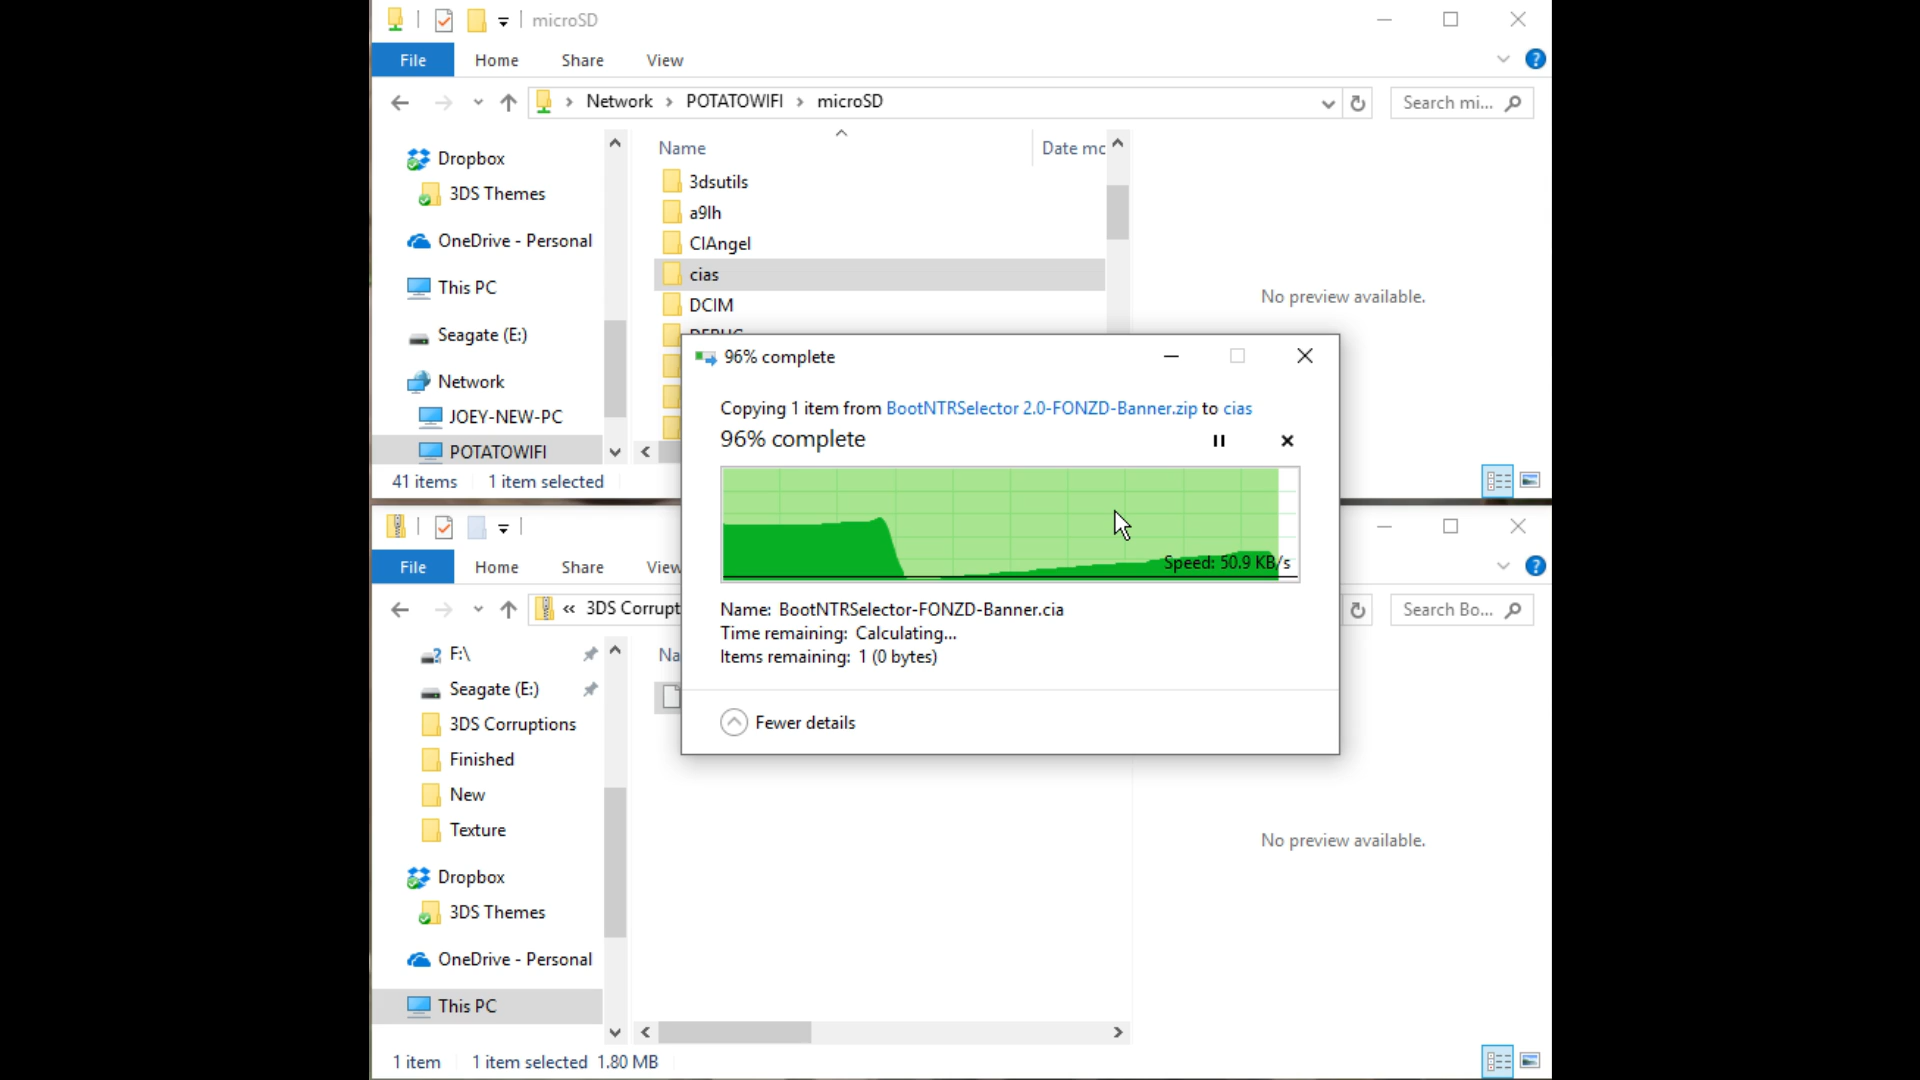 microSD
File Home Share View
Network > POTATOWIFI > microSD
Search mi...
Dropbox
3DS Themes
OneDrive - Personal
This PC
Seagate (E:)
Network
JOEY-NEW-PC
POTATOWIFI
Name Date mc
3dsutils
a9lh
CIAngel
cias
DCIM
No preview available.
41 items 1 item selected
96% complete
Copying 1 item from BootNTRSelector 2.0-FONZD-Banner.zip to cias
96% complete
Speed: 50.9 KB/s
Name: BootNTRSelector-FONZD-Banner.cia
Time remaining: Calculating...
Items remaining: 1 (0 bytes)
Fewer details
File Home Share View
« 3DS Corrupt
Search Bo...
F:\
Seagate (E:)
3DS Corruptions
Finished
New
Texture
Dropbox
3DS Themes
OneDrive - Personal
This PC
Na
No preview available.
1 item 1 item selected 1.80 MB